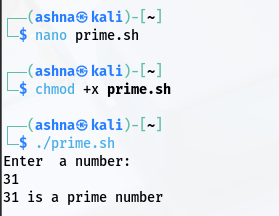 ┌──(ashna㉿kali)-[~]
└─$ nano prime.sh
┌──(ashna㉿kali)-[~]
└─$ chmod +x prime.sh
┌──(ashna㉿kali)-[~]
└─$ ./prime.sh
Enter  a number:
31
31 is a prime number